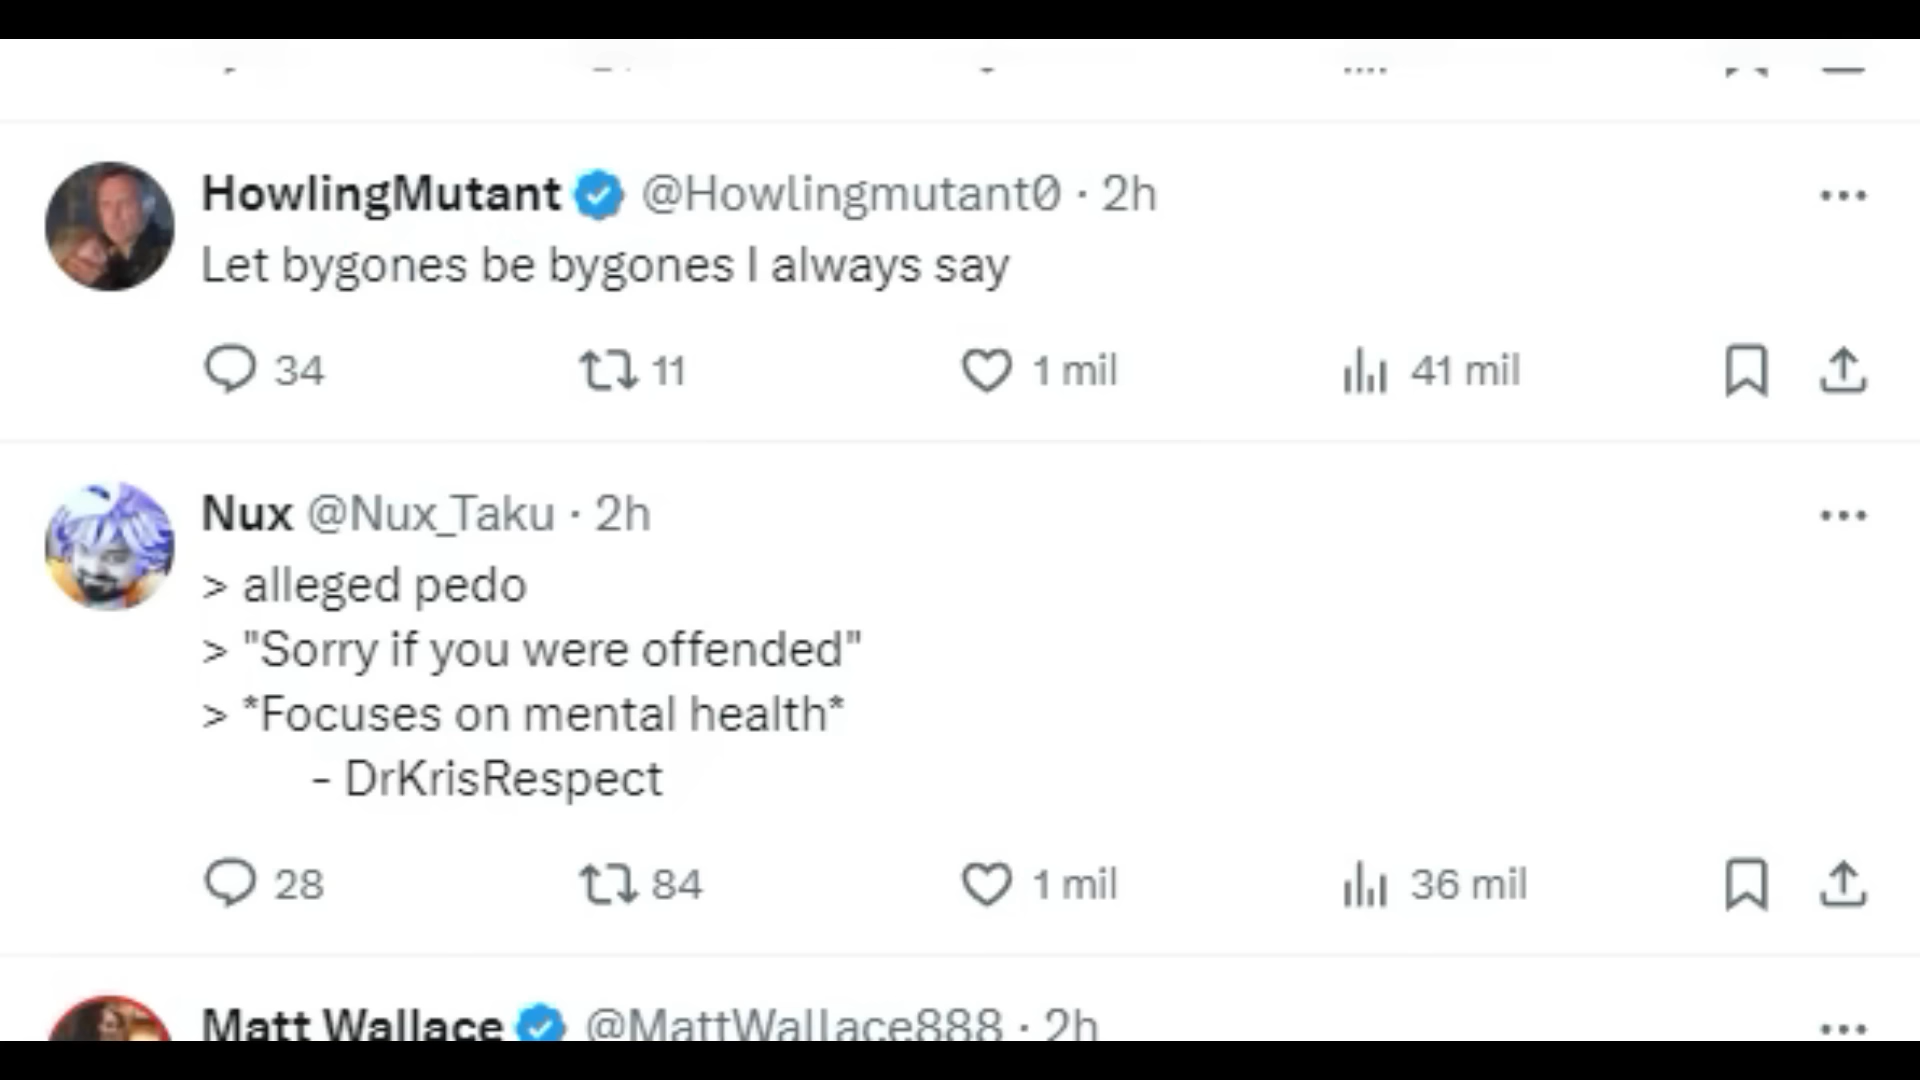 HowlingMutant @Howlingmutant0 · 2h
Let bygones be bygones I always say
34 11 1 mil 41 mil
Nux @Nux_Taku · 2h
> alleged pedo
> "Sorry if you were offended"
> *Focuses on mental health*
- DrKrisRespect
28 84 1 mil 36 mil
Matt Wallace @MattWallace888 · 2h